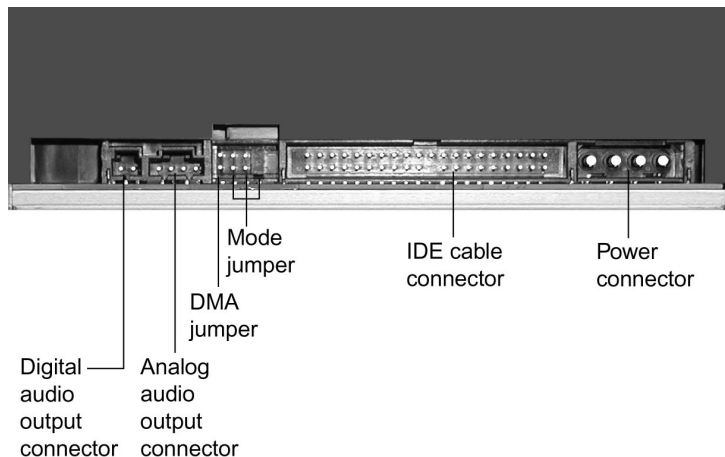 Mode
jumper
IDE cable
connector
Power
connector
DMA
jumper
Digital
audio
output
connector
Analog
audio
output
connector